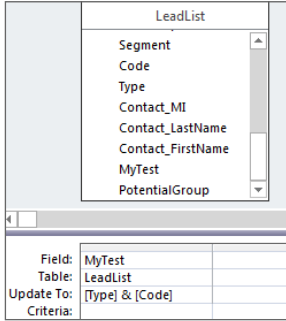 LeadList
Segment
Code
Type
Contact_MI
Contact_LastName
Contact_FirstName
MyTest
PotentialGroup
Field: MyTest
Table: LeadList
Update To: [Type] & [Code]
Criteria: